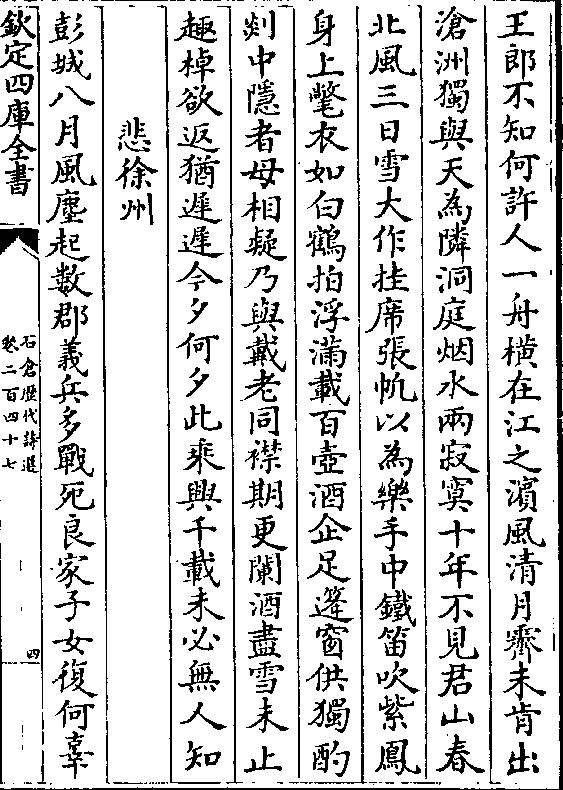 王郎不知何許人一舟橫在江之濵風清月霽未肯出
滄洲獨與天為隣洞庭烟水兩寂寞十年不見君山春
北風三日雪大作挂席張㠶以為樂手中鐵笛吹紫鳳
身上氅衣如白鶴拍浮滿載百壺酒企足篷窗供獨酌
剡中隱者母相疑乃與戴老同襟期更闌酒盡雪未止
趣棹欲返猶遲遲今夕何夕此乘興千載未必無人知
悲徐州
彭城八月風塵起數郡義兵多戰死良家子女復何辜
欽定四庫全書
石倉歴代詩選
卷二百四十七
四